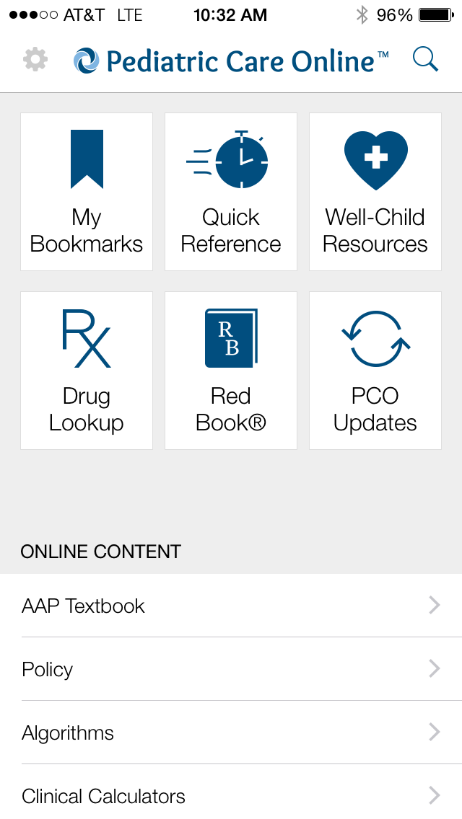 AT&T LTE 10:32 AM 96%
Pediatric Care Online™
My
Bookmarks
Quick
Reference
Well-Child
Resources
Rx
Drug
Lookup
R
B
Red
Book®
PCO
Updates
ONLINE CONTENT
AAP Textbook
Policy
Algorithms
Clinical Calculators